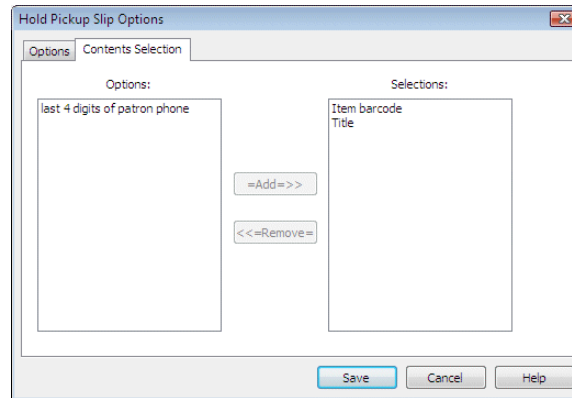 Hold Pickup Slip Options
Options
Contents Selection
Options:
Selections:
last 4 digits of patron phone
Item barcode
Title
=Add=>>
<<=Remove=
Save
Cancel
Help